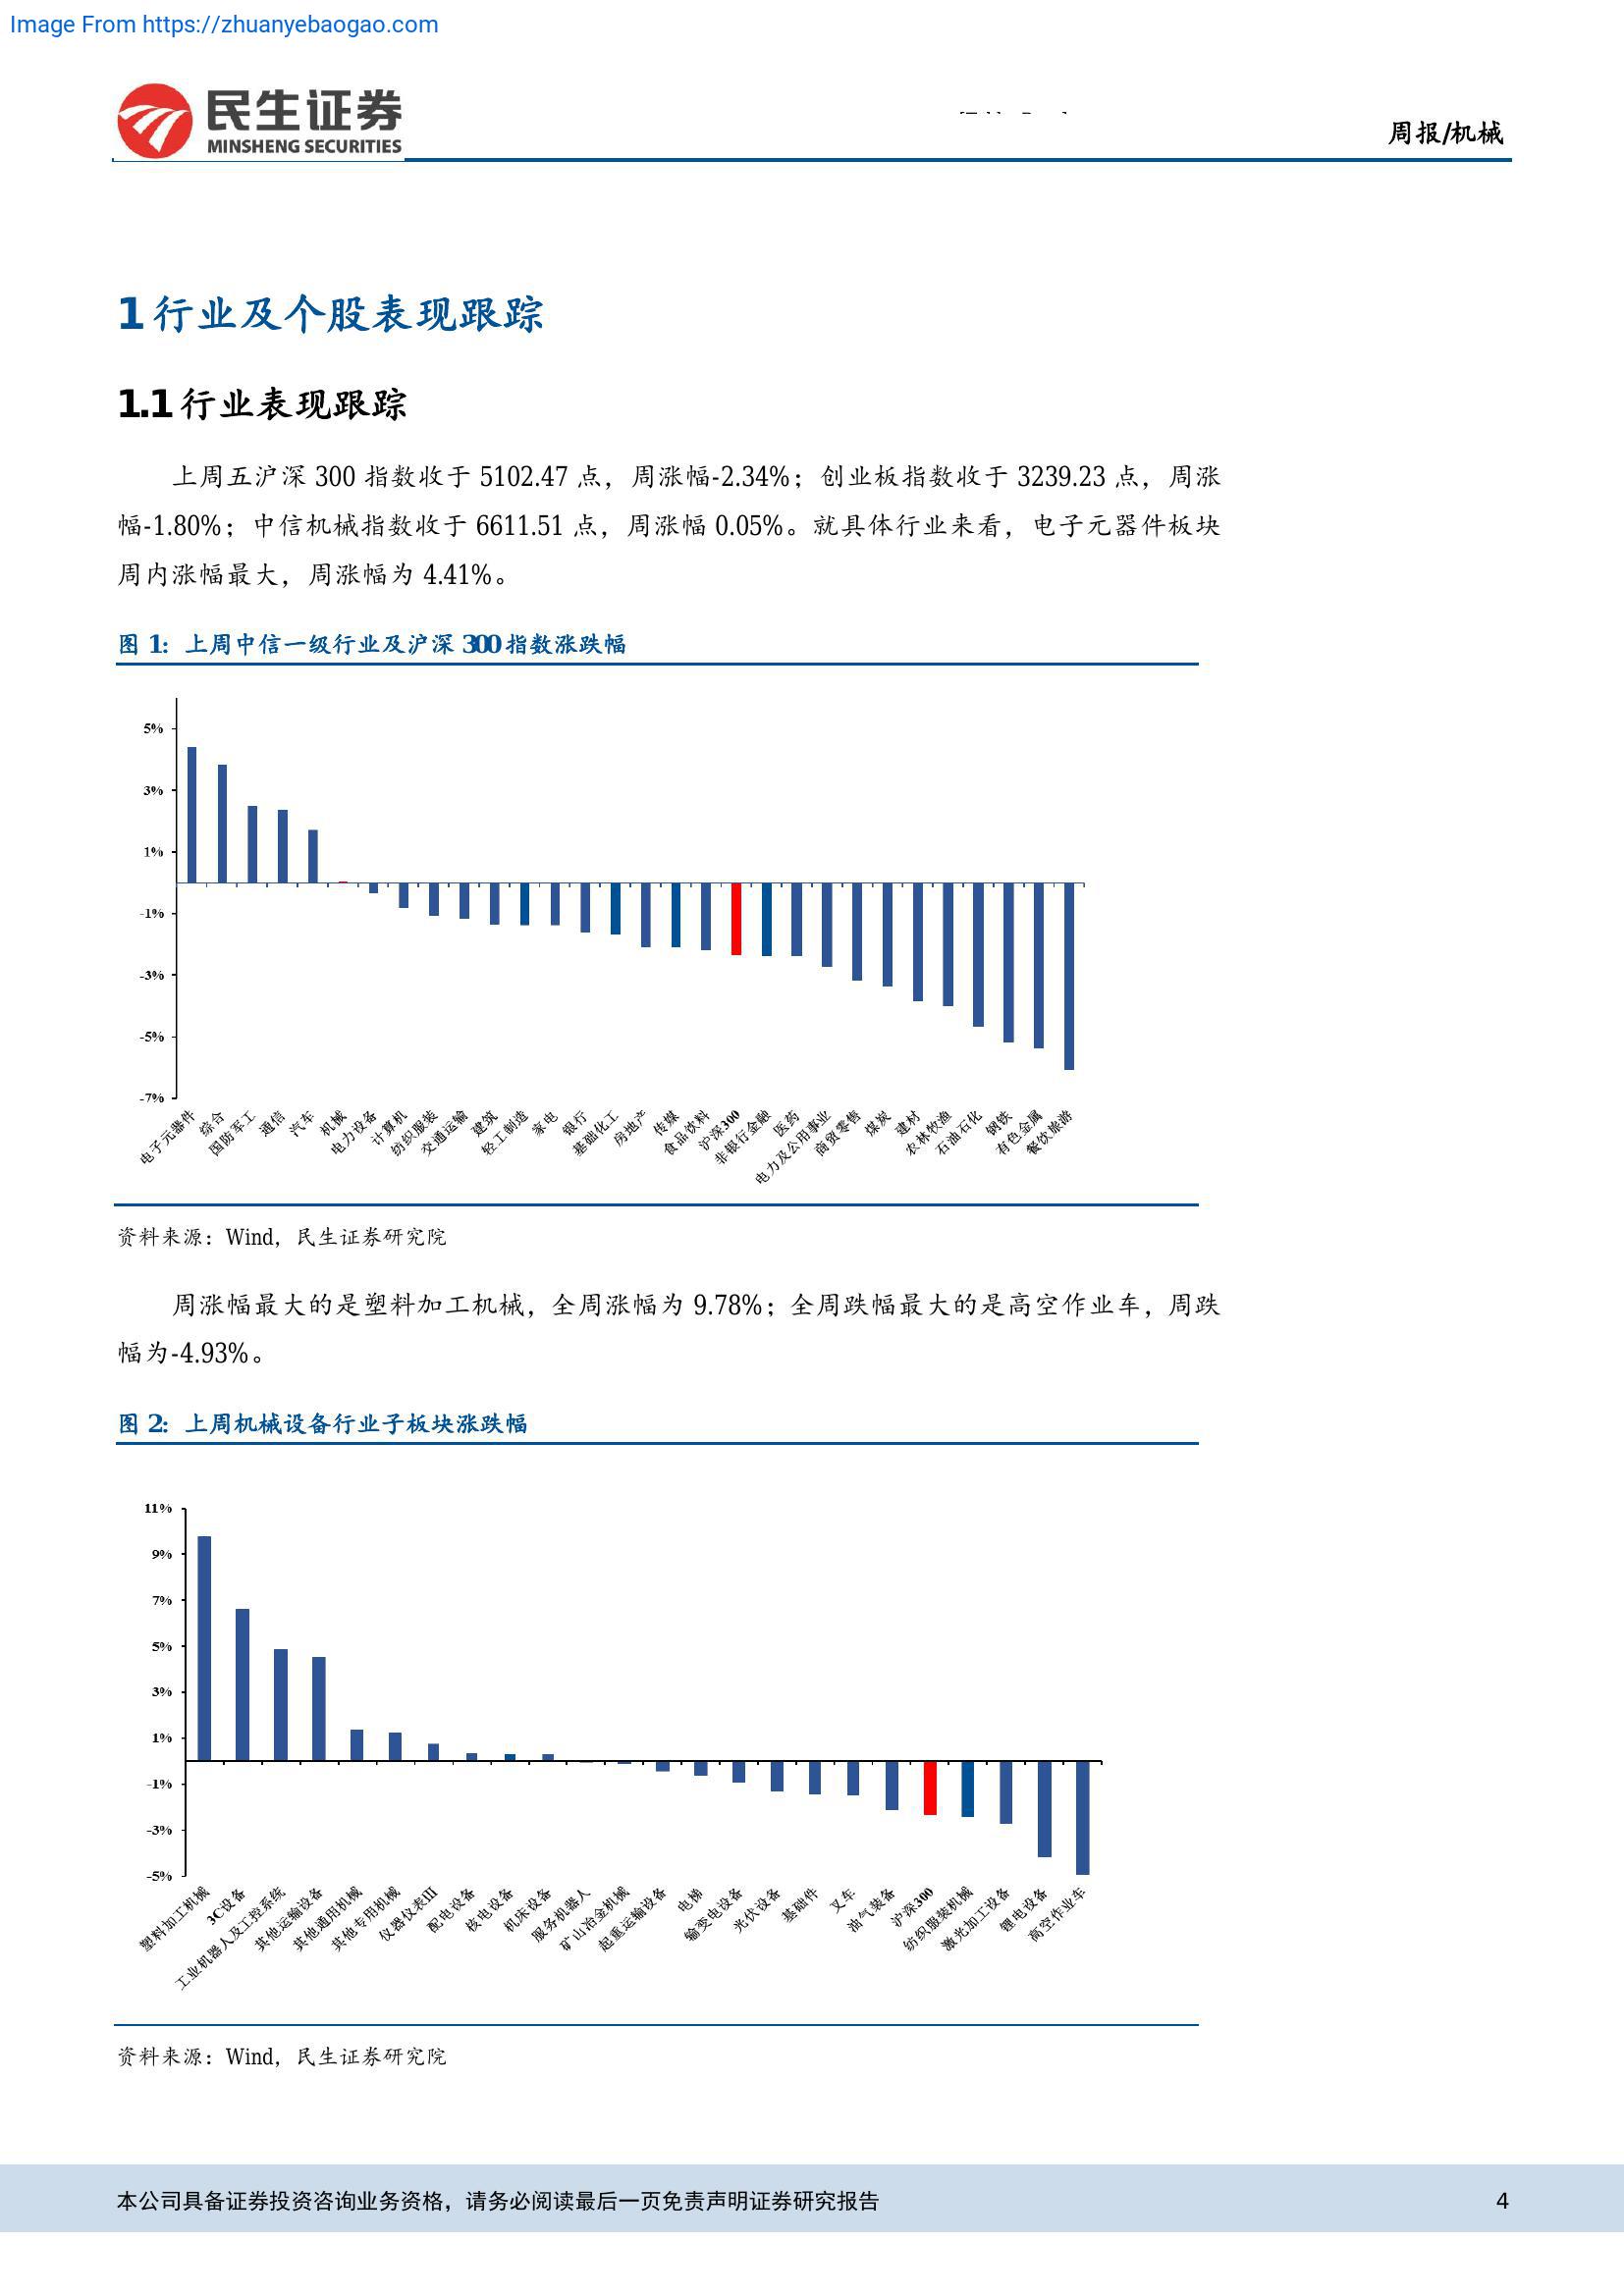 Image From https://zhuanyebaogao.com
民生证券
MINSHENG SECURITIES
周报/机械
1 行业及个股表现跟踪
1.1 行业表现跟踪
上周五沪深 300 指数收于 5102.47 点，周涨幅-2.34%；创业板指数收于 3239.23 点，周涨
幅-1.80%；中信机械指数收于 6611.51 点，周涨幅 0.05%。就具体行业来看，电子元器件板块
周内涨幅最大，周涨幅为 4.41%。
图 1：上周中信一级行业及沪深 300 指数涨跌幅
5%
3%
1%
-1%
-3%
-5%
-7%
电子元器件
综合
国防军工
通信
汽车
机械
电力设备
计算机
纺织服装
交通运输
建筑
轻工制造
家电
银行
基础化工
房地产
传媒
食品饮料
沪深300
非银行金融
医药
电力及公用事业
商贸零售
煤炭
建材
农林牧渔
石油石化
钢铁
有色金属
餐饮旅游
资料来源：Wind，民生证券研究院
周涨幅最大的是塑料加工机械，全周涨幅为 9.78%；全周跌幅最大的是高空作业车，周跌
幅为-4.93%。
图 2：上周机械设备行业子板块涨跌幅
11%
9%
7%
5%
3%
1%
-1%
-3%
-5%
塑料加工机械
3C设备
工业机器人及工控系统
其他运输设备
其他通用机械
其他专用机械
仪器仪表III
配电设备
核电设备
机床设备
服务机器人
矿山冶金机械
起重运输设备
电梯
输变电设备
光伏设备
基础件
叉车
油气装备
沪深300
纺织服装机械
激光加工设备
锂电设备
高空作业车
资料来源：Wind，民生证券研究院
本公司具备证券投资咨询业务资格，请务必阅读最后一页免责声明证券研究报告
4